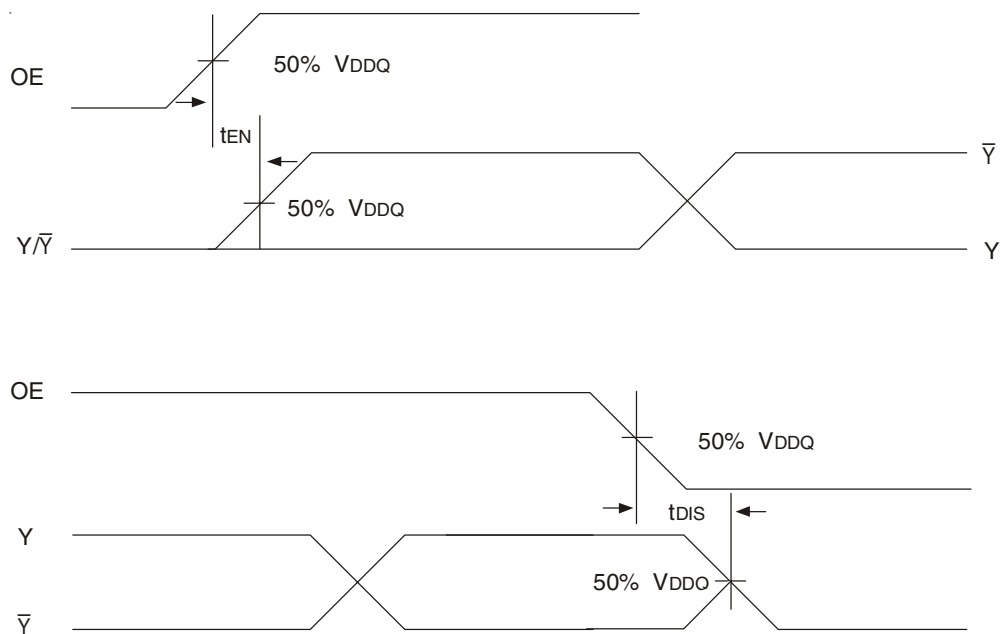 OE
50% VDDQ
tEN
Y̅
50% VDDQ
Y/Y̅
Y
OE
50% VDDQ
tDIS
Y
50% VDDQ
Y̅